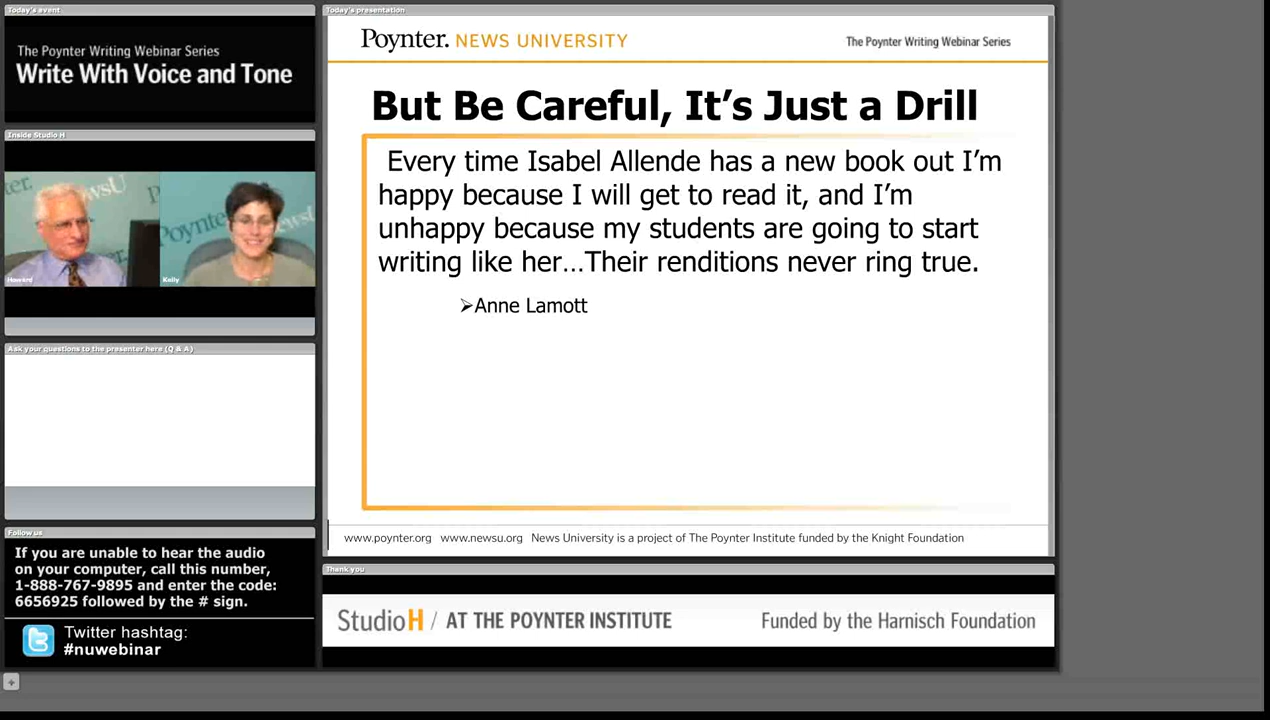 Today's event
The Poynter Writing Webinar Series
Write With Voice and Tone
Inside Studio H
Poynter.
NewsU
Howard
Kelly
Ask your questions to the presenter here (Q & A)
Follow us
If you are unable to hear the audio
on your computer, call this number,
1-888-767-9895 and enter the code:
6656925 followed by the # sign.
Twitter hashtag:
#nuwebinar
Today's presentation
Poynter. NEWS UNIVERSITY
The Poynter Writing Webinar Series
But Be Careful, It's Just a Drill
Every time Isabel Allende has a new book out I'm
happy because I will get to read it, and I'm
unhappy because my students are going to start
writing like her…Their renditions never ring true.
➢Anne Lamott
www.poynter.org www.newsu.org News University is a project of The Poynter Institute funded by the Knight Foundation
Thank you
StudioH / AT THE POYNTER INSTITUTE
Funded by the Harnisch Foundation